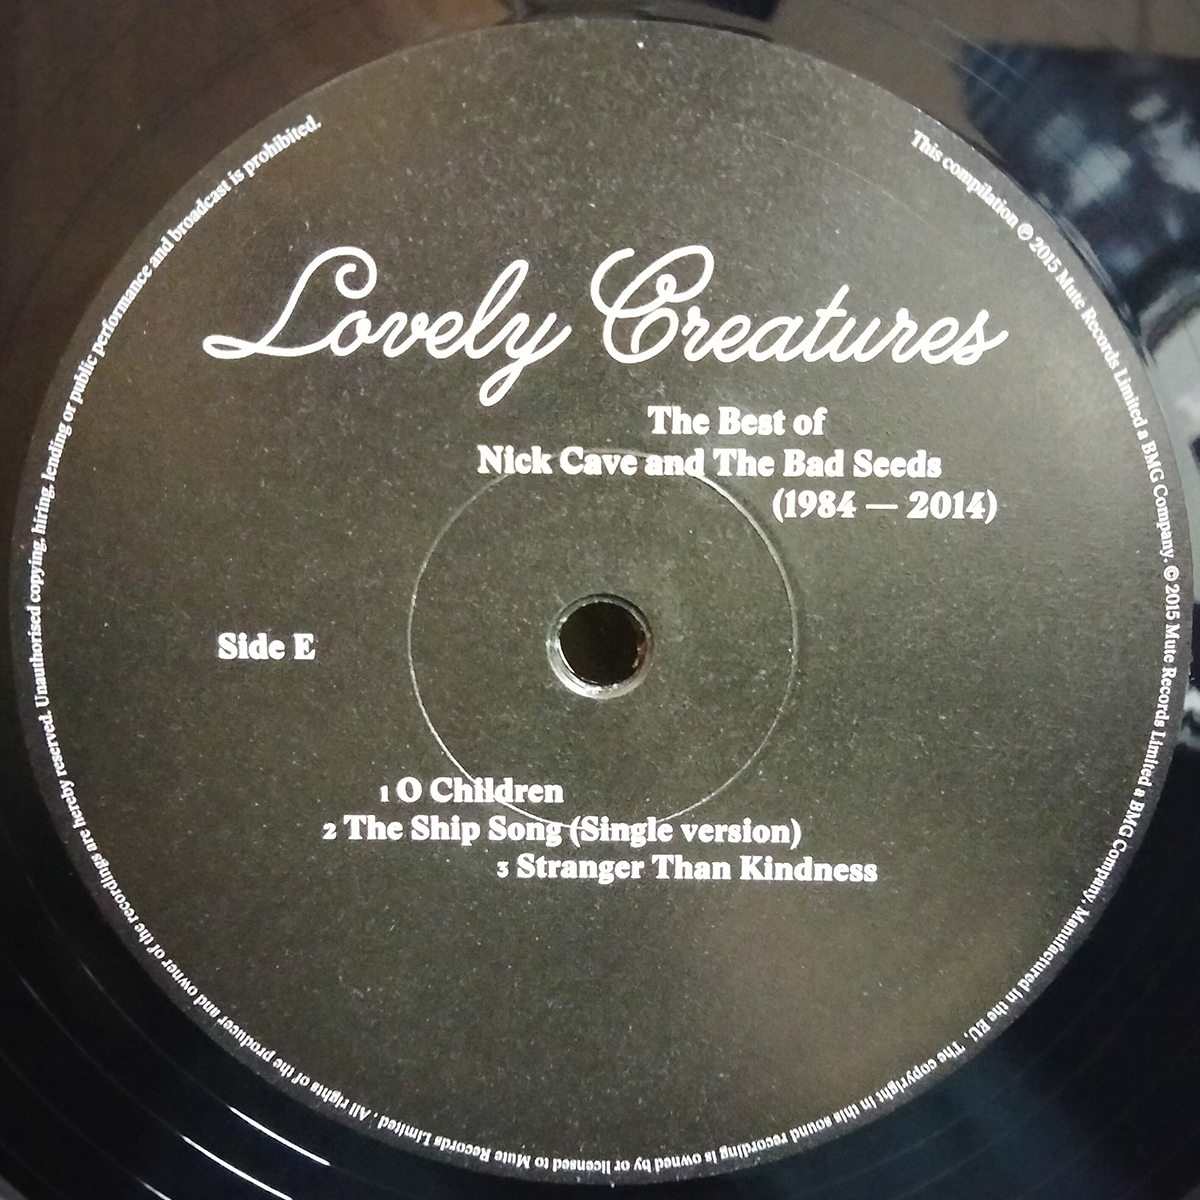 Lovely Creatures
The Best of
Nick Cave and The Bad Seeds
(1984 — 2014)
Side E
1 O Children
2 The Ship Song (Single version)
3 Stranger Than Kindness
This compilation ℗ 2015 Mute Records Limited a BMG Company. © 2015 Mute Records Limited a BMG Company. Manufactured in the EU. The copyright in this sound recording is owned by or licensed to Mute Records Limited. All rights of the producer and owner of the recordings are hereby reserved. Unauthorised copying, hiring, lending or public performance and broadcast is prohibited.